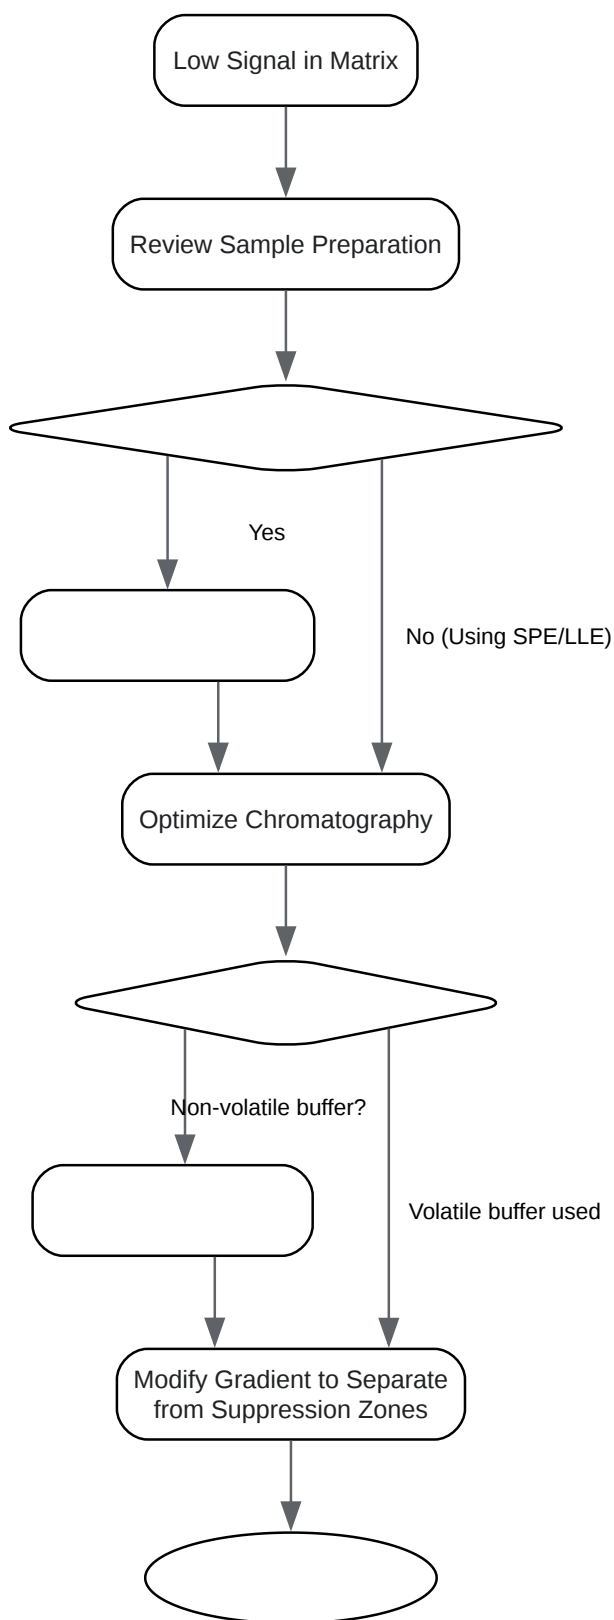 Low Signal in Matrix
Review Sample Preparation
Yes
No (Using SPE/LLE)
Optimize Chromatography
Non-volatile buffer?
Volatile buffer used
Modify Gradient to Separate
from Suppression Zones